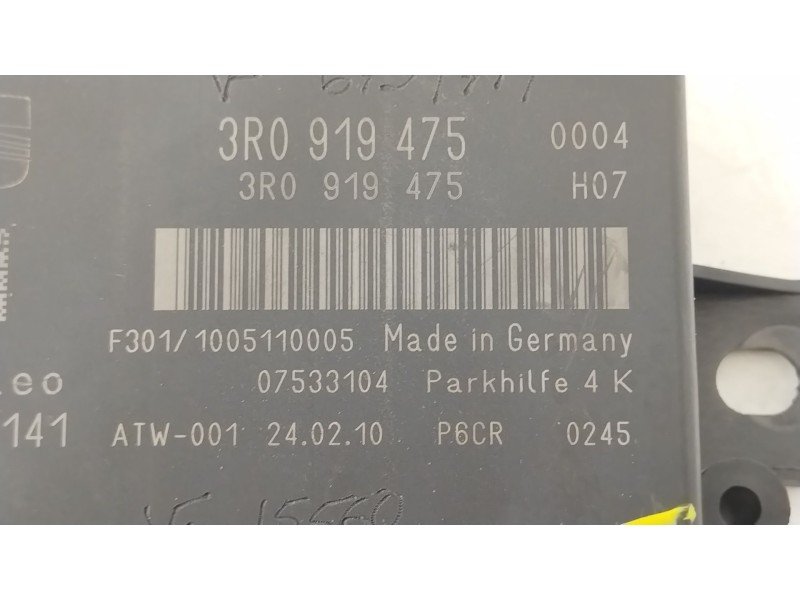 3R0 919 475 0004
3R0 919 475 H07
F301/1005110005 Made in Germany
07533104 Parkhilfe 4 K
141 ATW-001 24.02.10 P6CR 0245
15560